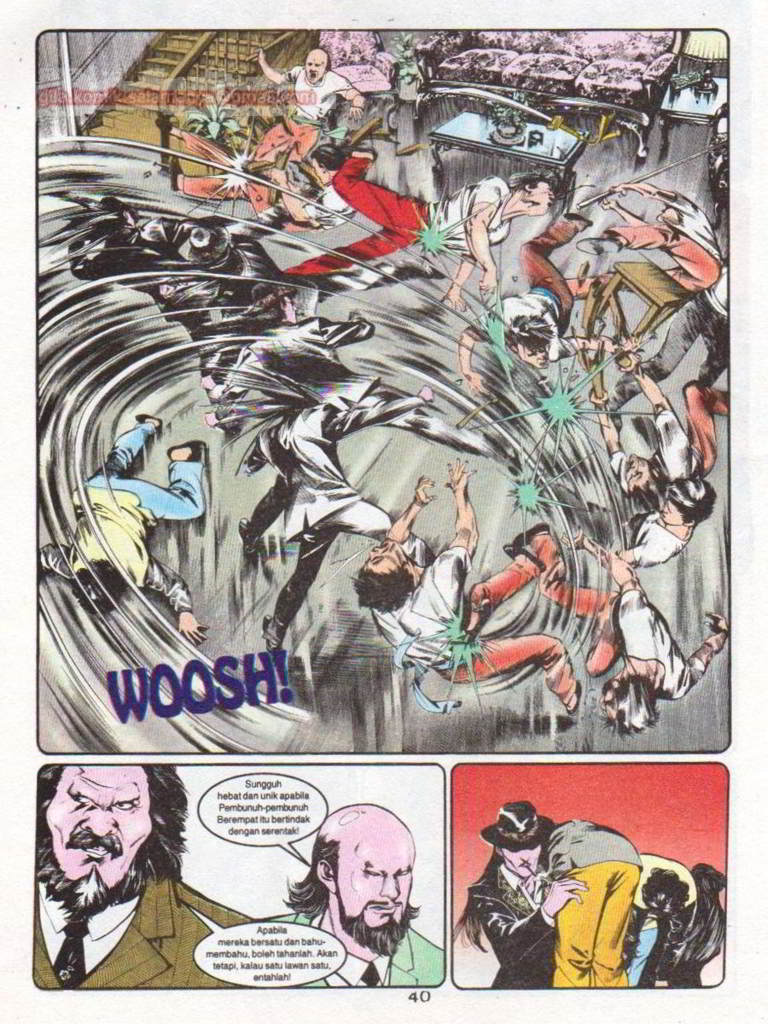 WOOSH!
Sungguh
hebat dan unik apabila
Pembunuh-pembunuh
Berempat itu bertindak
dengan serentak!
Apabila
mereka bersatu dan bahu-
membahu, boleh tahanlah. Akan
tetapi, kalau satu lawan satu,
entahlah!
40